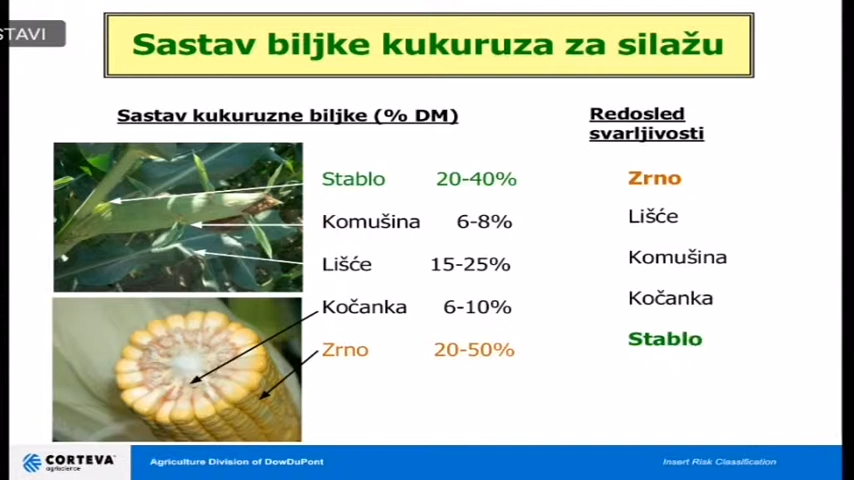 STAVI
Sastav biljke kukuruza za silažu
Sastav kukuruzne biljke (% DM)
Stablo 20-40%
Komušina 6-8%
Lišće 15-25%
Kočanka 6-10%
Zrno 20-50%
Redosled
svarljivosti
Zrno
Lišće
Komušina
Kočanka
Stablo
CORTEVA
agriscience
Agriculture Division of DowDuPont
Insert Risk Classification